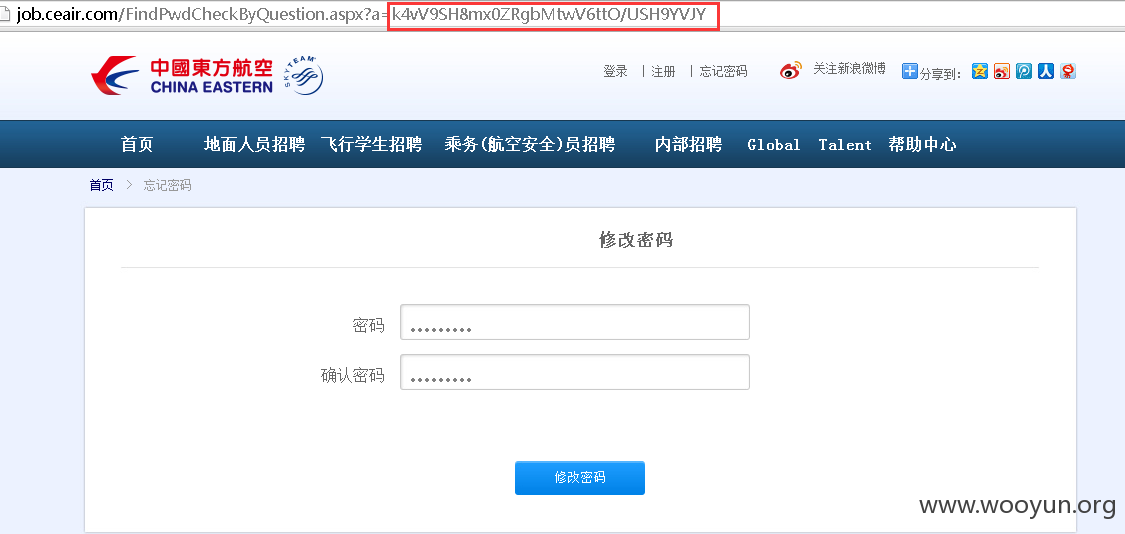 job.ceair.com/FindPwdCheckByQuestion.aspx?a=k4vV9SH8mx0ZRgbMtwV6ttO/USH9YVJY
中國東方航空
CHINA EASTERN
SKYTEAM
登录 | 注册 | 忘记密码 关注新浪微博 分享到:
首页 地面人员招聘 飞行学生招聘 乘务(航空安全)员招聘 内部招聘 Global Talent 帮助中心
首页 > 忘记密码
修改密码
密码 •••••••••
确认密码 •••••••••
修改密码
www.wooyun.org